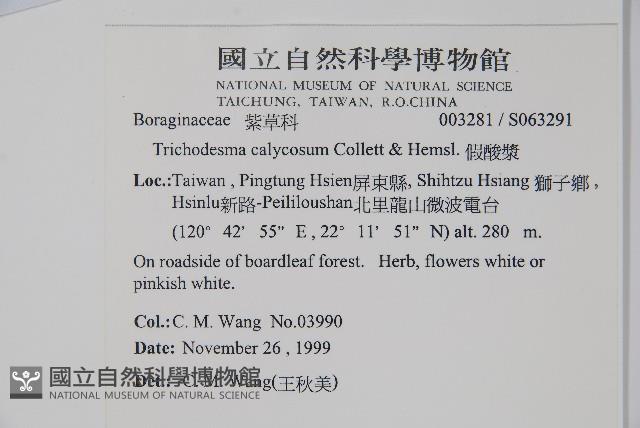 國立自然科學博物館
NATIONAL MUSEUM OF NATURAL SCIENCE
TAICHUNG, TAIWAN, R.O.CHINA
Boraginaceae 紫草科 003281 / S063291
Trichodesma calycosum Collett & Hemsl. 假酸漿
Loc.:Taiwan , Pingtung Hsien屏東縣, Shihtzu Hsiang 獅子鄉 ,
Hsinlu新路-Peililoushan北里龍山微波電台
(120° 42’ 55” E , 22° 11’ 51” N) alt. 280 m.
On roadside of boardleaf forest. Herb, flowers white or
pinkish white.
Col.: C. M. Wang No.03990
Date: November 26 , 1999
Det.: C. M. Wang(王秋美)
國立自然科學博物館
NATIONAL MUSEUM OF NATURAL SCIENCE